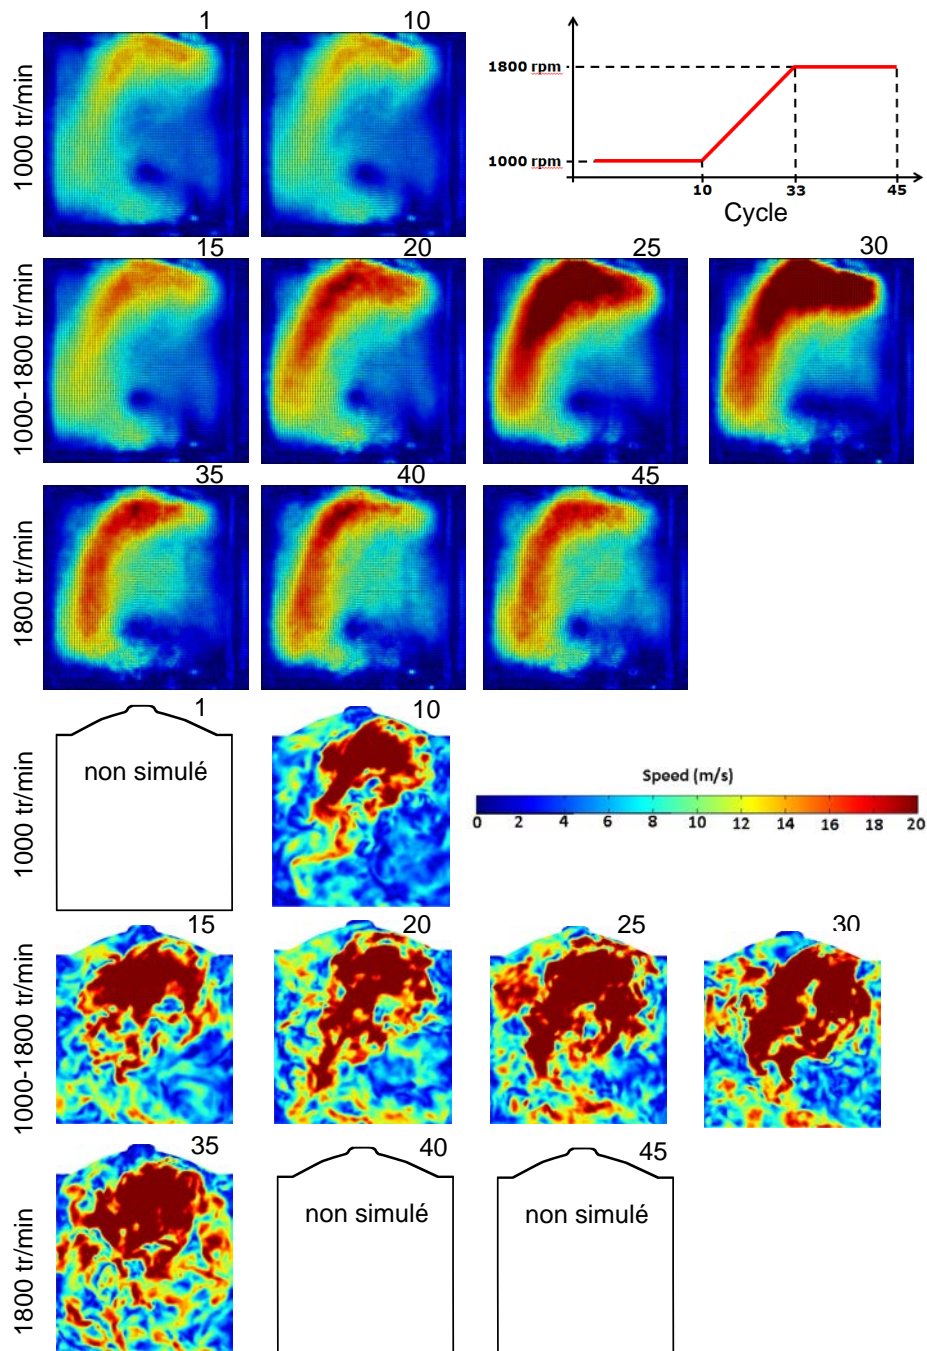 1
10
1000 tr/min
1800 rpm
1000 rpm
10
33
45
Cycle
15
20
25
30
1000-1800 tr/min
35
40
45
1800 tr/min
1
10
1000 tr/min
non simulé
Speed (m/s)
0 2 4 6 8 10 12 14 16 18 20
15
20
25
30
1000-1800 tr/min
35
40
45
1800 tr/min
non simulé
non simulé